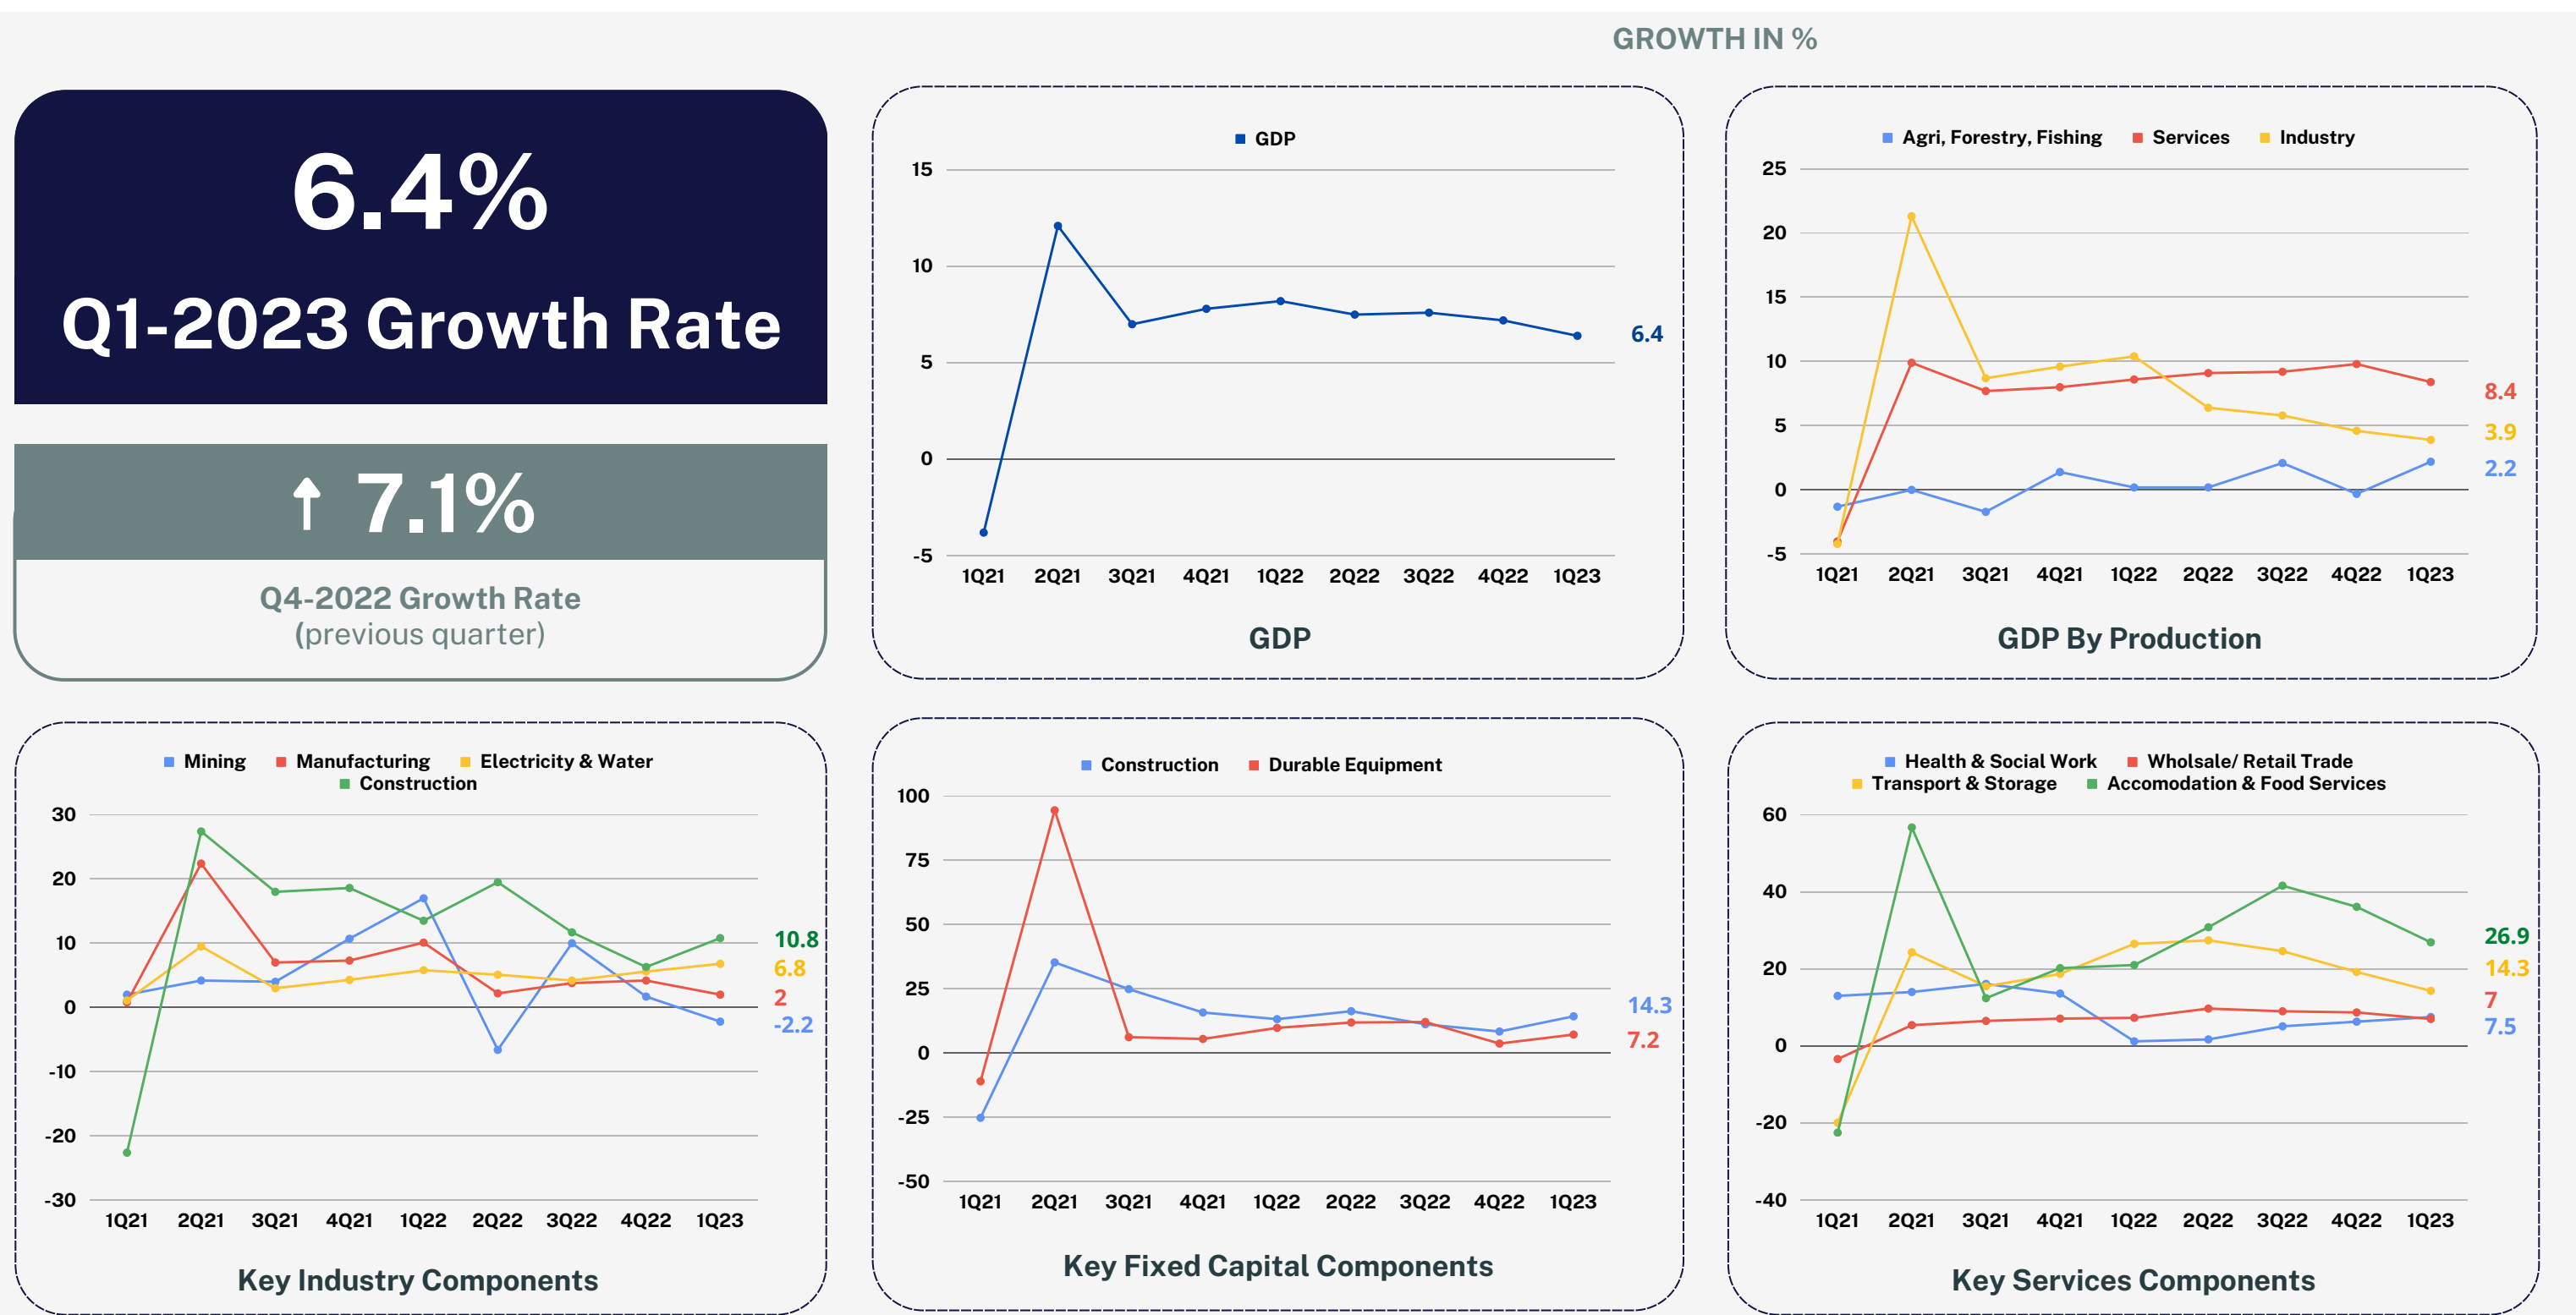 GROWTH IN %
6.4%
Q1-2023 Growth Rate
↑ 7.1%
Q4-2022 Growth Rate
(previous quarter)
GDP
15
10
5
0
-5
6.4
1Q21 2Q21 3Q21 4Q21 1Q22 2Q22 3Q22 4Q22 1Q23
GDP
Agri, Forestry, Fishing Services Industry
25
20
15
10
5
0
-5
8.4
3.9
2.2
1Q21 2Q21 3Q21 4Q21 1Q22 2Q22 3Q22 4Q22 1Q23
GDP By Production
Mining Manufacturing Electricity & Water
Construction
30
20
10
0
-10
-20
-30
10.8
6.8
2
-2.2
1Q21 2Q21 3Q21 4Q21 1Q22 2Q22 3Q22 4Q22 1Q23
Key Industry Components
Construction Durable Equipment
100
75
50
25
0
-25
-50
14.3
7.2
1Q21 2Q21 3Q21 4Q21 1Q22 2Q22 3Q22 4Q22 1Q23
Key Fixed Capital Components
Health & Social Work Wholsale/ Retail Trade
Transport & Storage Accomodation & Food Services
60
40
20
0
-20
-40
26.9
14.3
7
7.5
1Q21 2Q21 3Q21 4Q21 1Q22 2Q22 3Q22 4Q22 1Q23
Key Services Components